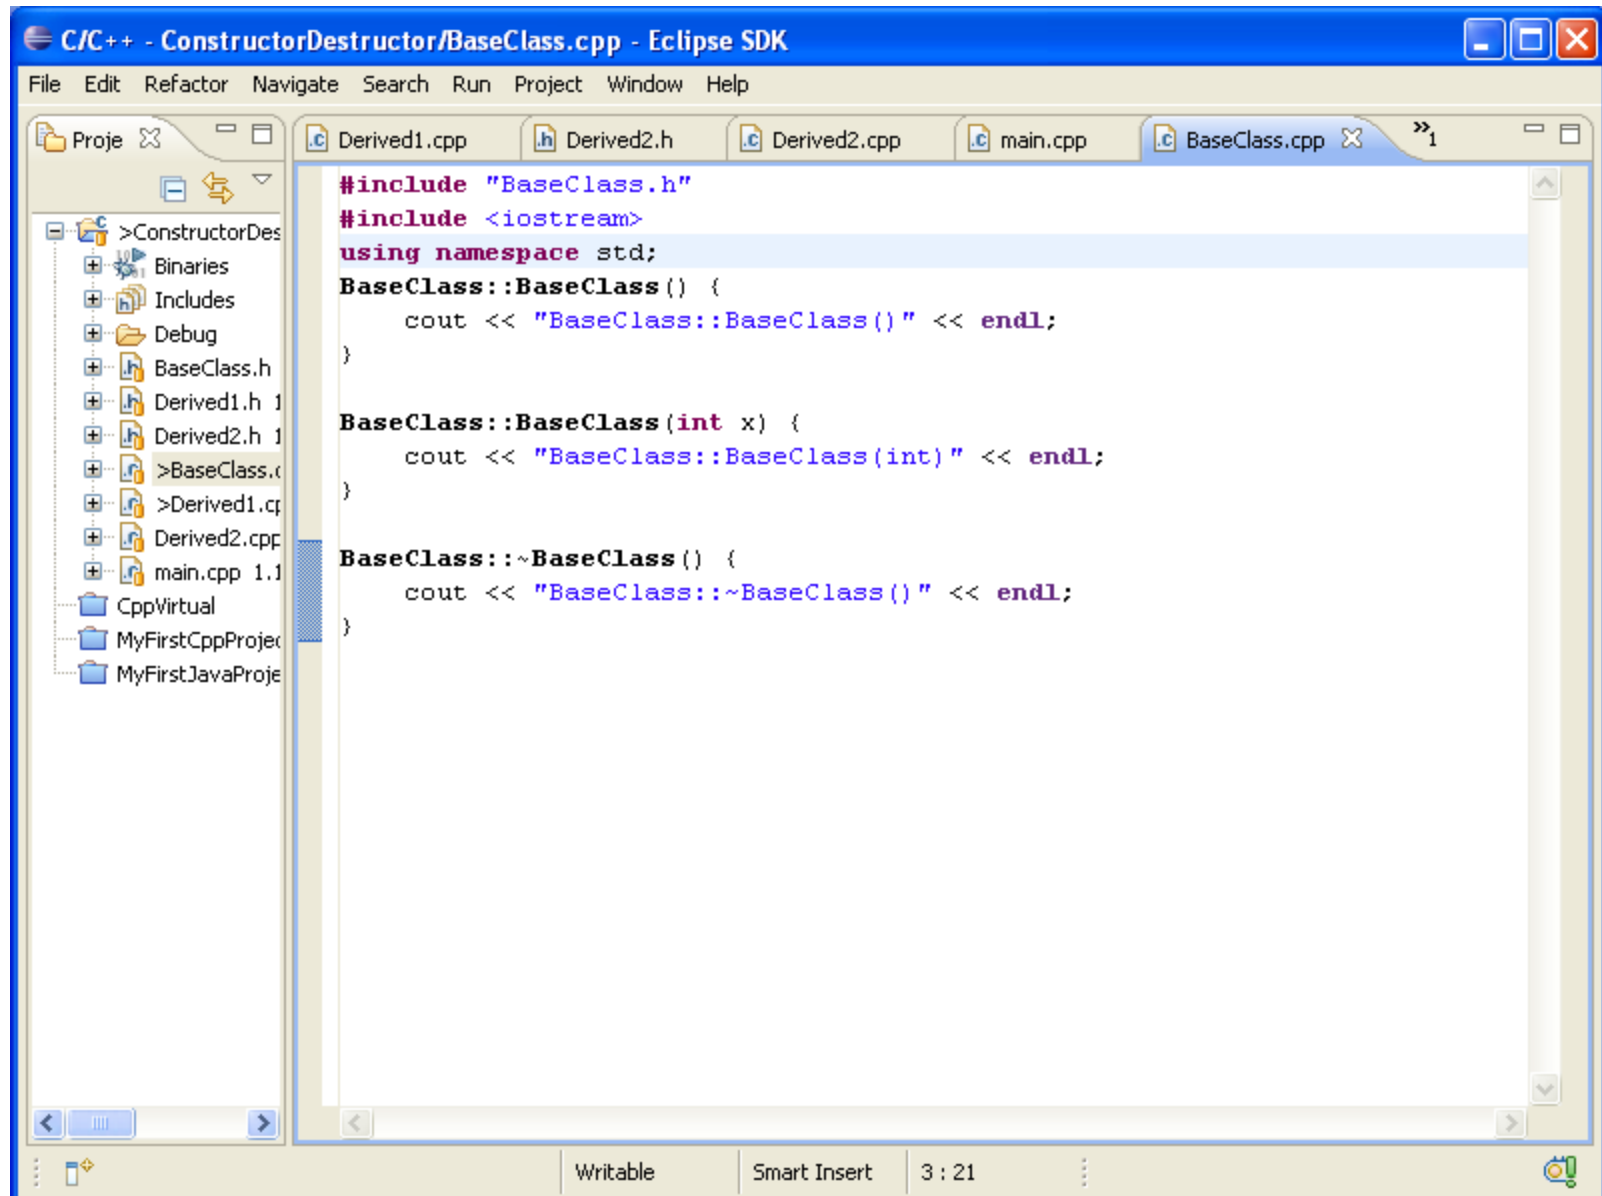 C/C++ - ConstructorDestructor/BaseClass.cpp - Eclipse SDK
File Edit Refactor Navigate Search Run Project Window Help
Proje
Derived1.cpp Derived2.h Derived2.cpp main.cpp BaseClass.cpp »1
>ConstructorDes
Binaries
Includes
Debug
BaseClass.h
Derived1.h 1
Derived2.h 1
>BaseClass.c
>Derived1.cp
Derived2.cpp
main.cpp 1.1
CppVirtual
MyFirstCppProjec
MyFirstJavaProje
#include "BaseClass.h"
#include <iostream>
using namespace std;
BaseClass::BaseClass() {
    cout << "BaseClass::BaseClass()" << endl;
}
BaseClass::BaseClass(int x) {
    cout << "BaseClass::BaseClass(int)" << endl;
}
BaseClass::~BaseClass() {
    cout << "BaseClass::~BaseClass()" << endl;
}
Writable Smart Insert 3 : 21